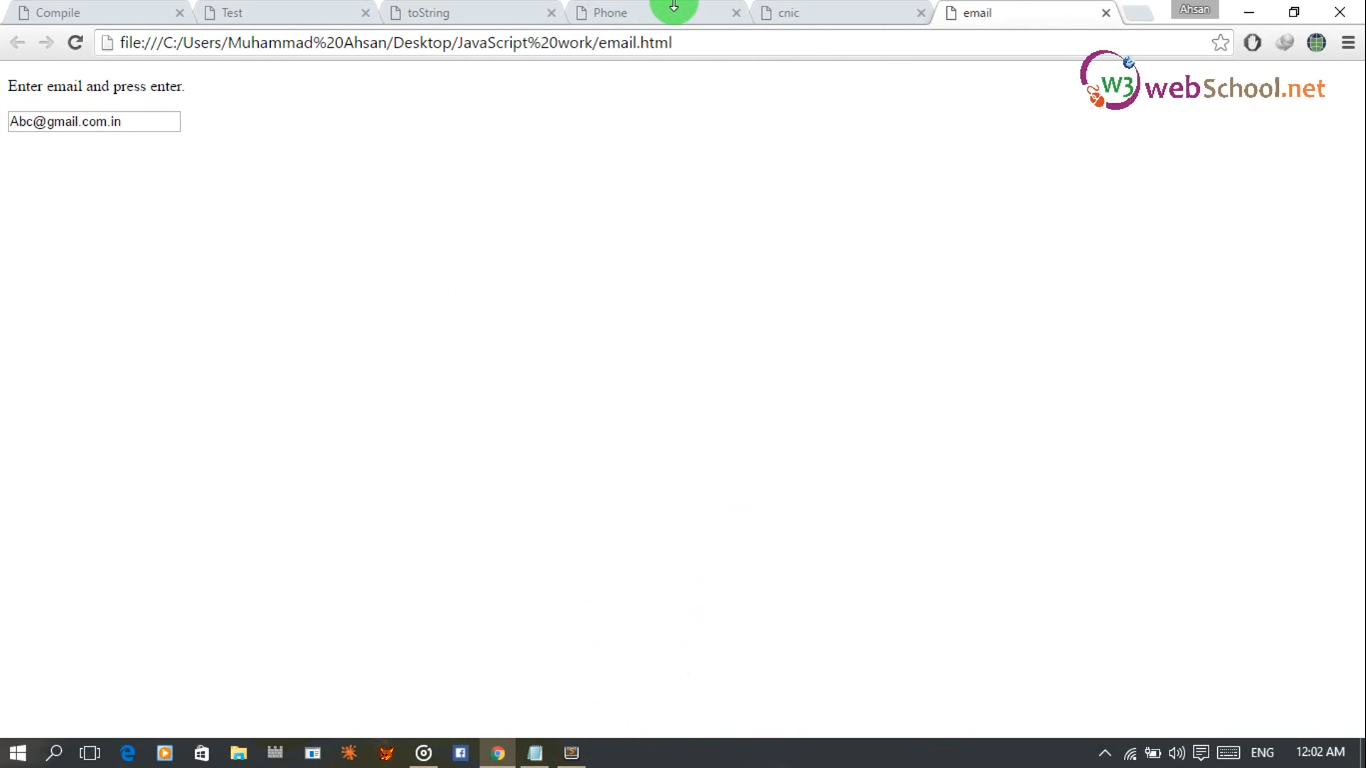 Compile
Test
toString
Phone
cnic
email
Ahsan
file:///C:/Users/Muhammad%20Ahsan/Desktop/JavaScript%20work/email.html
W3 webSchool.net
Enter email and press enter.
Abc@gmail.com.in
ENG
12:02 AM